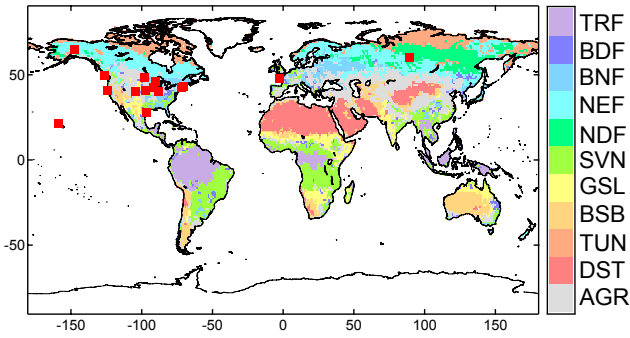 TRF
BDF
BNF
NEF
NDF
SVN
GSL
BSB
TUN
DST
AGR
50
0
-50
-150 -100 -50 0 50 100 150